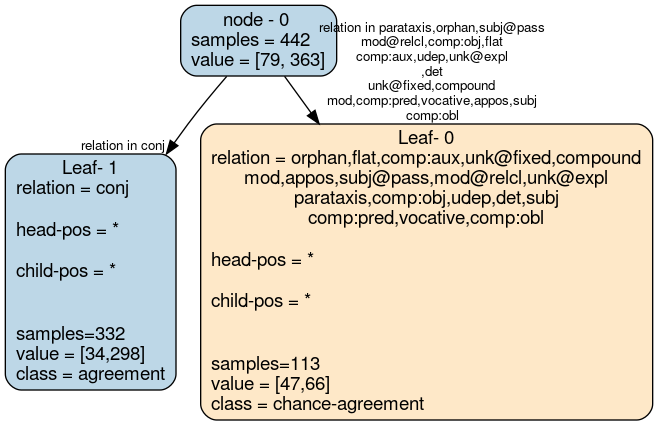 node - 0
samples = 442
value = [79, 363]
relation in parataxis,orphan,subj@pass
mod@relcl,comp:obj,flat
comp:aux,udep,unk@expl
,det
unk@fixed,compound
mod,comp:pred,vocative,appos,subj
comp:obl
relation in conj
Leaf- 1
relation = conj
head-pos = *
child-pos = *
samples=332
value = [34,298]
class = agreement
Leaf- 0
relation = orphan,flat,comp:aux,unk@fixed,compound
mod,appos,subj@pass,mod@relcl,unk@expl
parataxis,comp:obj,udep,det,subj
comp:pred,vocative,comp:obl
head-pos = *
child-pos = *
samples=113
value = [47,66]
class = chance-agreement